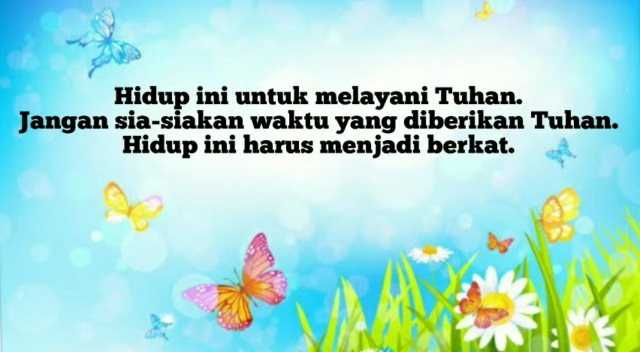 Hidup ini untuk melayani Tuhan.
Jangan sia-siakan waktu yang diberikan Tuhan.
Hidup ini harus menjadi berkat.